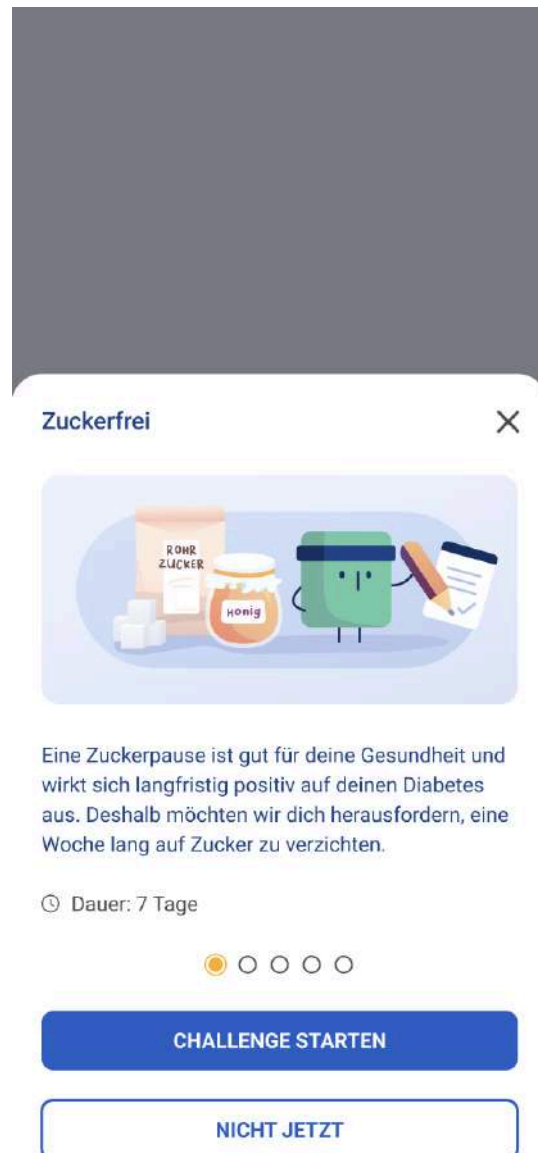 Zuckerfrei
ROHR
ZUCKER
Honig
Eine Zuckerpause ist gut für deine Gesundheit und
wirkt sich langfristig positiv auf deinen Diabetes
aus. Deshalb möchten wir dich herausfordern, eine
Woche lang auf Zucker zu verzichten.
Dauer: 7 Tage
CHALLENGE STARTEN
NICHT JETZT